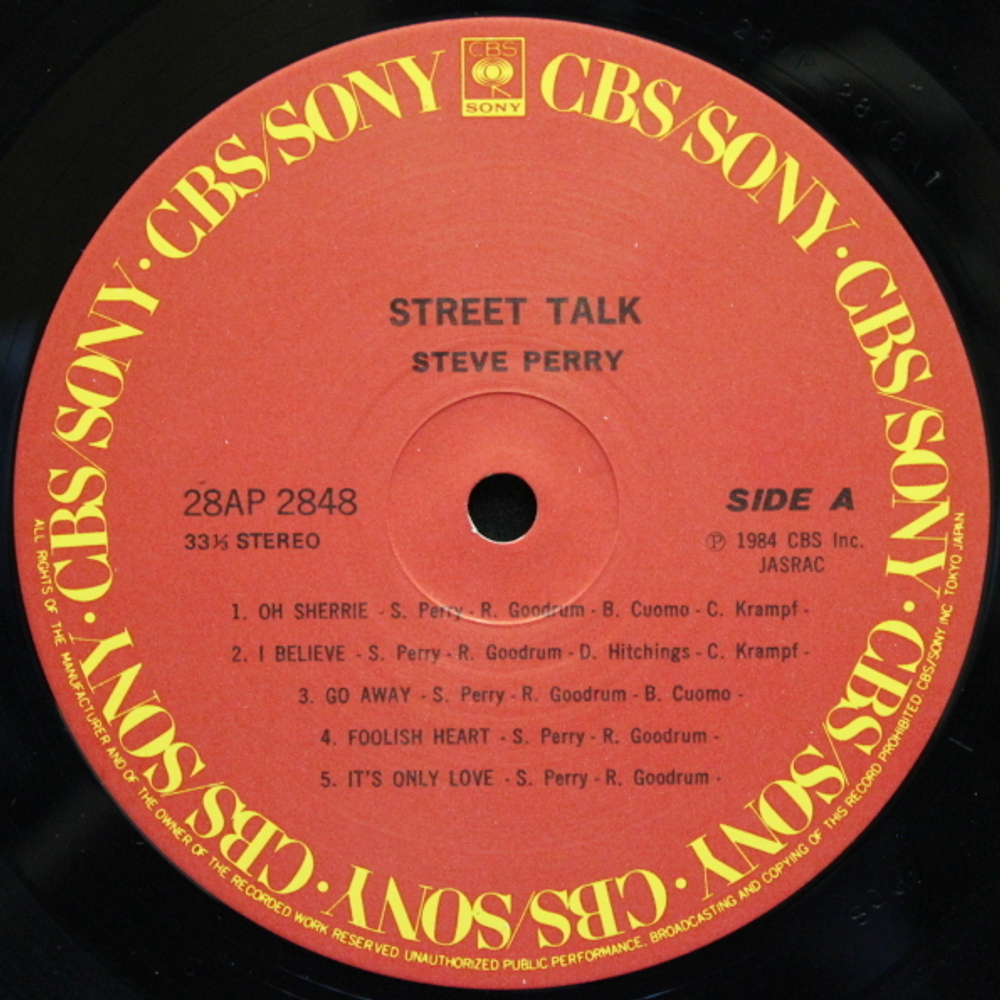 CBS
SONY
CBS/SONY · CBS/SONY · CBS/SONY · CBS/SONY · CBS/SONY · CBS/SONY · CBS/SONY · CBS/SONY
STREET TALK
STEVE PERRY
28AP 2848
33⅓ STEREO
SIDE A
Ⓟ 1984 CBS Inc.
JASRAC
1. OH SHERRIE - S. Perry - R. Goodrum - B. Cuomo - C. Krampf -
2. I BELIEVE - S. Perry - R. Goodrum - D. Hitchings - C. Krampf -
3. GO AWAY - S. Perry - R. Goodrum - B. Cuomo -
4. FOOLISH HEART - S. Perry - R. Goodrum -
5. IT'S ONLY LOVE - S. Perry - R. Goodrum -
ALL RIGHTS OF THE MANUFACTURER AND OF THE OWNER OF THE RECORDED WORK RESERVED UNAUTHORIZED PUBLIC PERFORMANCE. BROADCASTING AND COPYING OF THIS RECORD PROHIBITED CBS/SONY INC TOKYO JAPAN